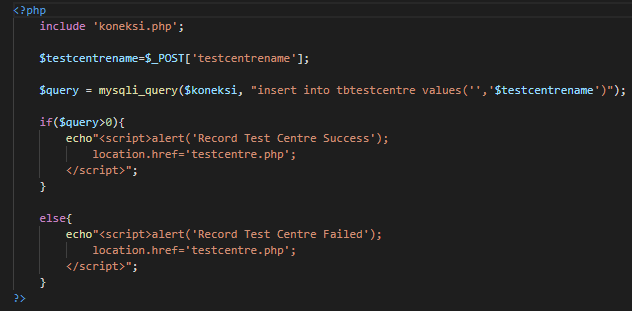 <?php
    include 'koneksi.php';

    $testcentrename=$_POST['testcentrename'];

    $query = mysqli_query($koneksi, "insert into tbtestcentre values('','$testcentrename')");

    if($query>0){
        echo"<script>alert('Record Test Centre Success');
            location.href='testcentre.php';
        </script>";
    }

    else{
        echo"<script>alert('Record Test Centre Failed');
            location.href='testcentre.php';
        </script>";
    }
?>